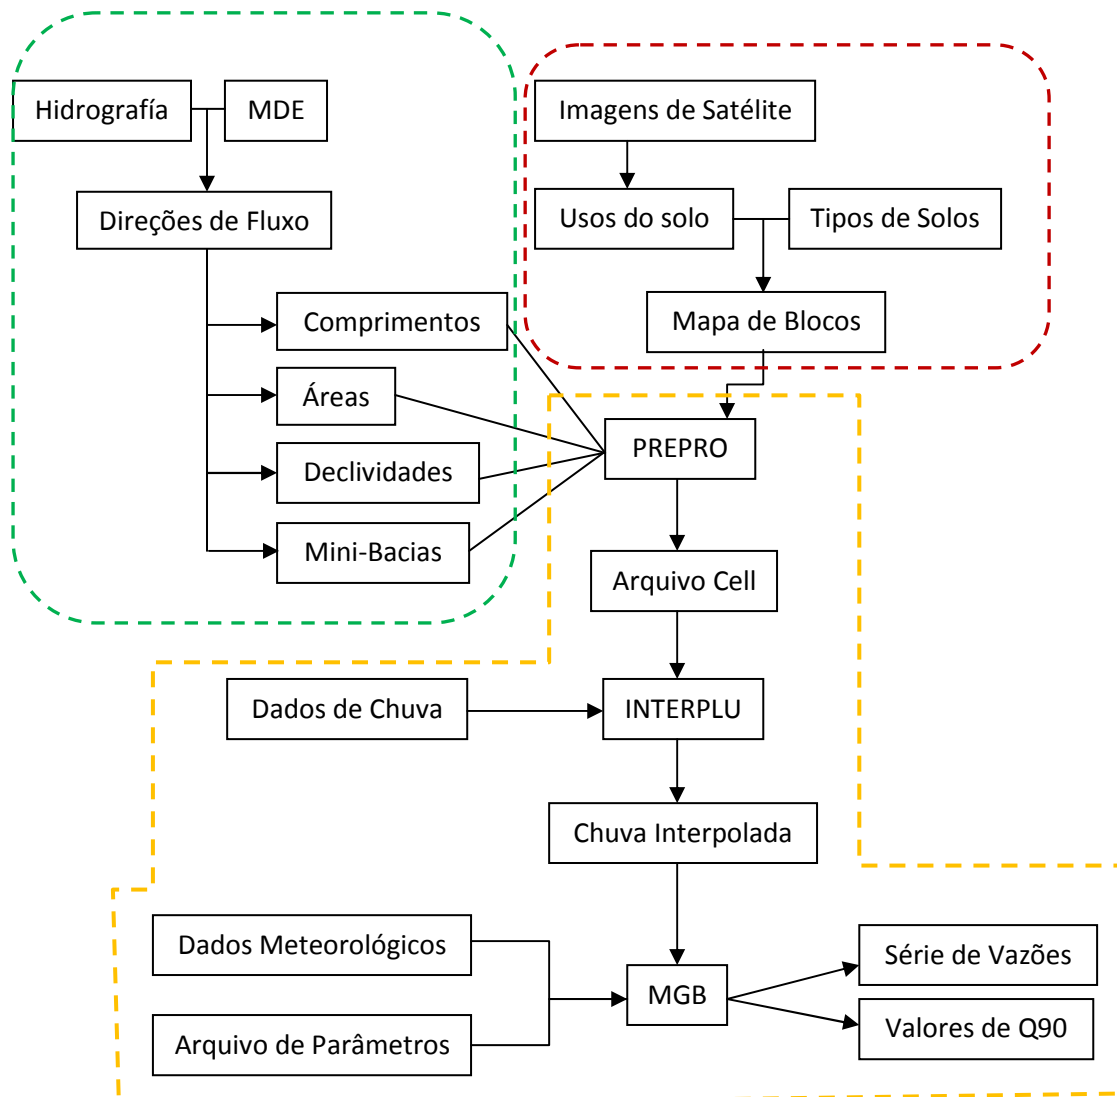 Hidrografía
MDE
Imagens de Satélite
Direções de Fluxo
Usos do solo
Tipos de Solos
Comprimentos
Mapa de Blocos
Áreas
PREPRO
Declividades
Mini-Bacias
Arquivo Cell
Dados de Chuva
INTERPLU
Chuva Interpolada
Dados Meteorológicos
Série de Vazões
MGB
Arquivo de Parâmetros
Valores de Q90